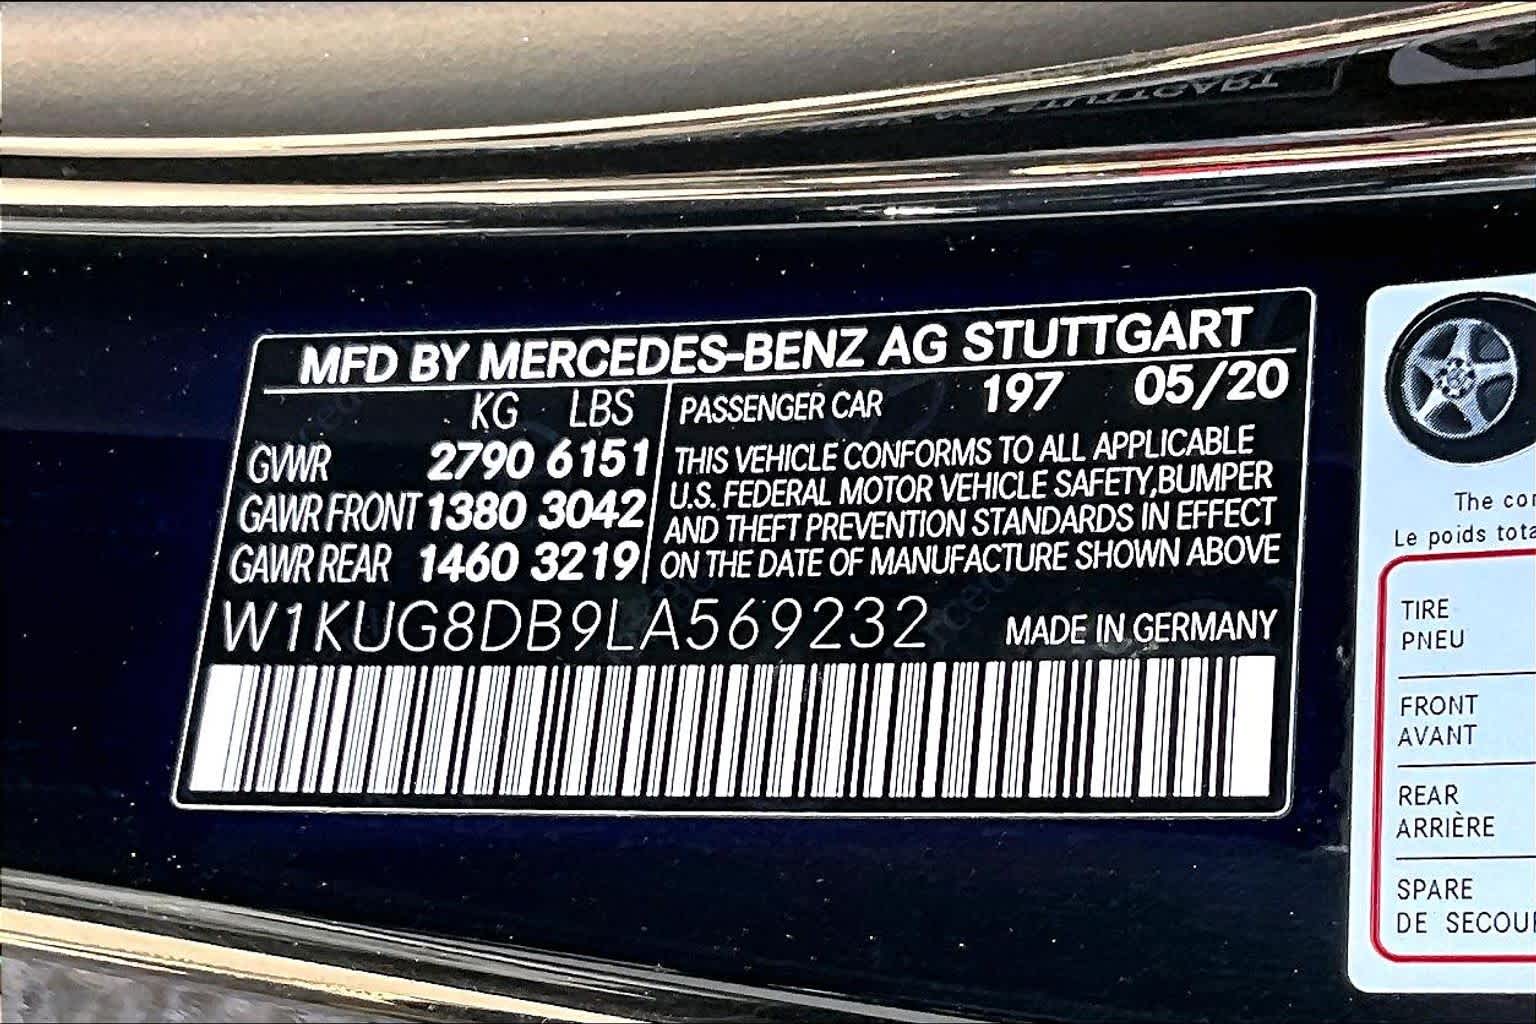 MFD BY MERCEDES-BENZ AG STUTTGART
KG LBS
GVWR 2790 6151
GAWR FRONT 1380 3042
GAWR REAR 1460 3219
PASSENGER CAR 197 05/20
THIS VEHICLE CONFORMS TO ALL APPLICABLE
U.S. FEDERAL MOTOR VEHICLE SAFETY,BUMPER
AND THEFT PREVENTION STANDARDS IN EFFECT
ON THE DATE OF MANUFACTURE SHOWN ABOVE
W1KUG8DB9LA569232
MADE IN GERMANY
The
Le poids
TIRE
PNEU
FRONT
AVANT
REAR
ARRIÈRE
SPARE
DE